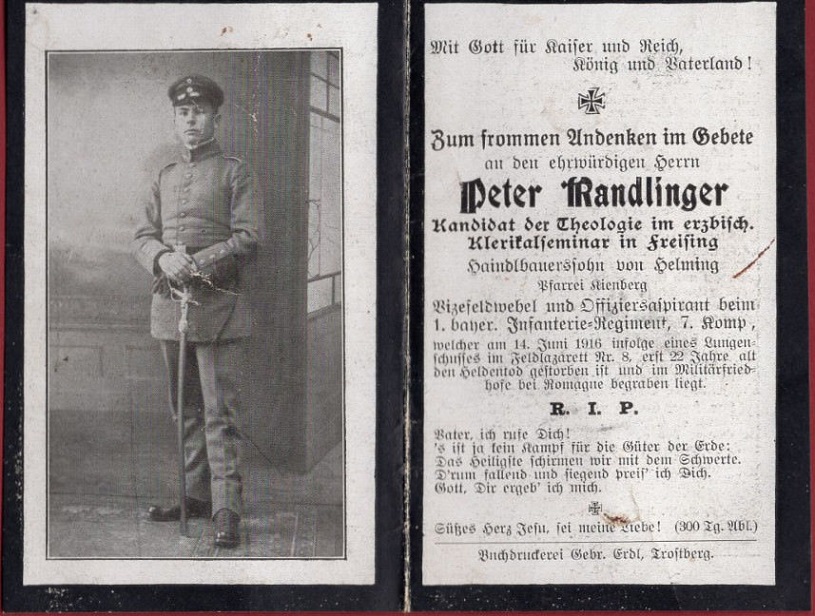 Mit Gott für Kaiser und Reich,
König und Vaterland!
Zum frommen Andenken im Gebete
an den ehrwürdigen Herrn
Peter Randlinger
Kandidat der Theologie im erzbisch.
Klerikalseminar in Freising
Haindlbauerssohn von Helming
Pfarrei Kienberg
Vizefeldwebel und Offiziersaspirant beim
1. bayer. Infanterie-Regiment, 7. Komp.,
welcher am 14. Juni 1916 infolge eines Lungen-
schusses im Feldlazarett Nr. 8, erst 22 Jahre alt
den Heldentod gestorben ist und im Militärfried-
hofe bei Romagne begraben liegt.
R. I. P.
Vater, ich rufe Dich!
's ist ja kein Kampf für die Güter der Erde:
Das Heiligste schirmen wir mit dem Schwerte.
D'rum fallend und siegend preis' ich Dich.
Gott, Dir ergeb' ich mich.
Süßes Herz Jesu, sei meine Liebe! (300 Tg. Abl.)
Buchdruckerei Gebr. Erdl, Trostberg.